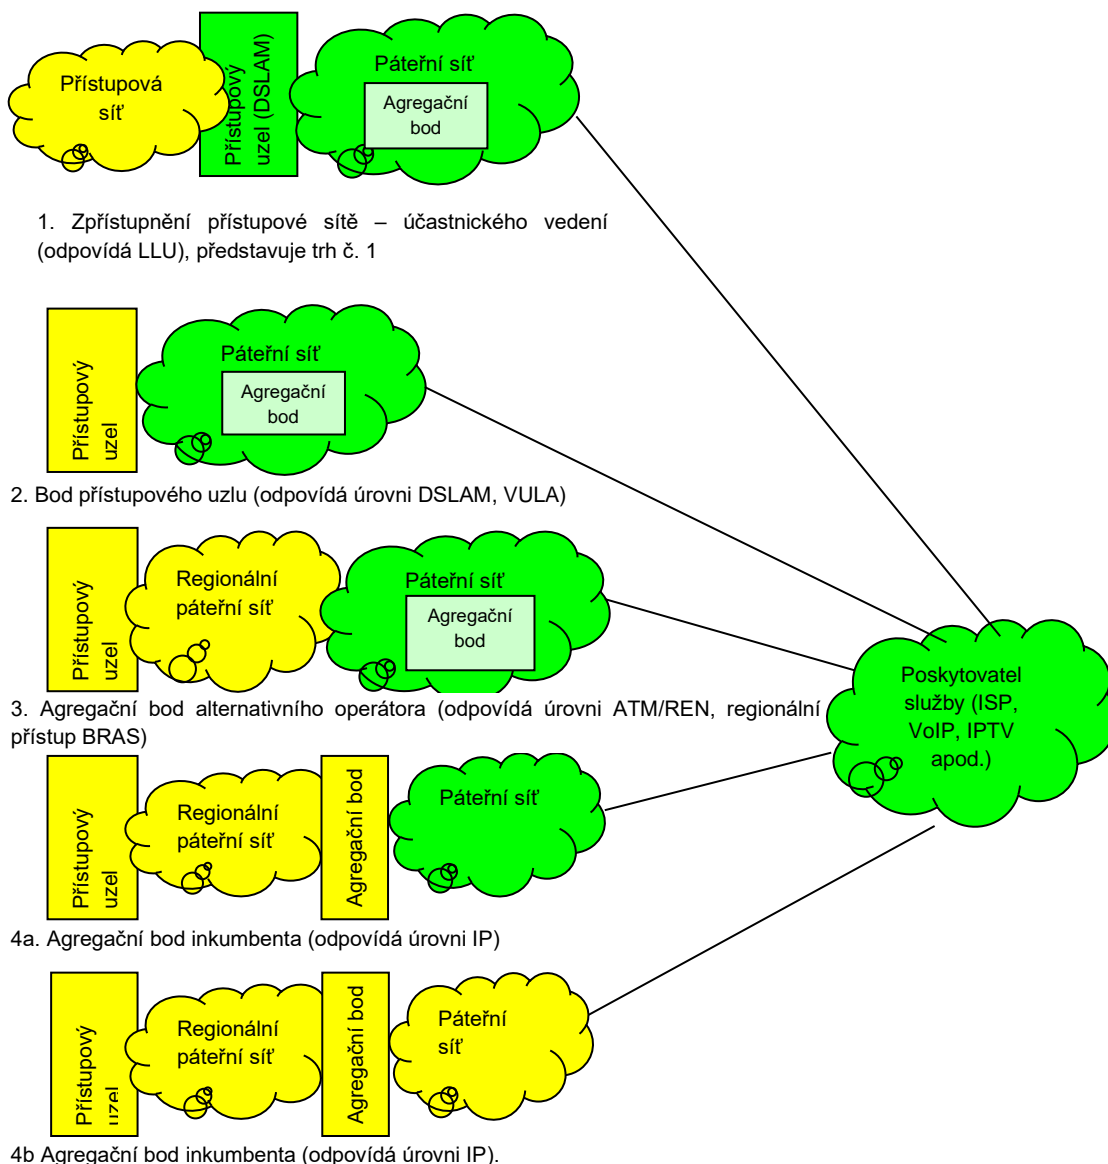 Přístupová
síť
Přístupový
uzel (DSLAM)
Páteřní síť
Agregační
bod
1. Zpřístupnění přístupové sítě – účastnického vedení
(odpovídá LLU), představuje trh č. 1
Přístupový
uzel
Páteřní síť
Agregační
bod
2. Bod přístupového uzlu (odpovídá úrovni DSLAM, VULA)
Přístupový
uzel
Regionální
páteřní síť
Páteřní síť
Agregační
bod
Poskytovatel
služby (ISP,
VoIP, IPTV
apod.)
3. Agregační bod alternativního operátora (odpovídá úrovni ATM/REN, regionální
přístup BRAS)
Přístupový
uzel
Regionální
páteřní síť
Agregační bod
Páteřní síť
4a. Agregační bod inkumbenta (odpovídá úrovni IP)
Přístupový
uzel
Regionální
páteřní síť
Agregační bod
Páteřní
síť
4b Agregační bod inkumbenta (odpovídá úrovni IP).